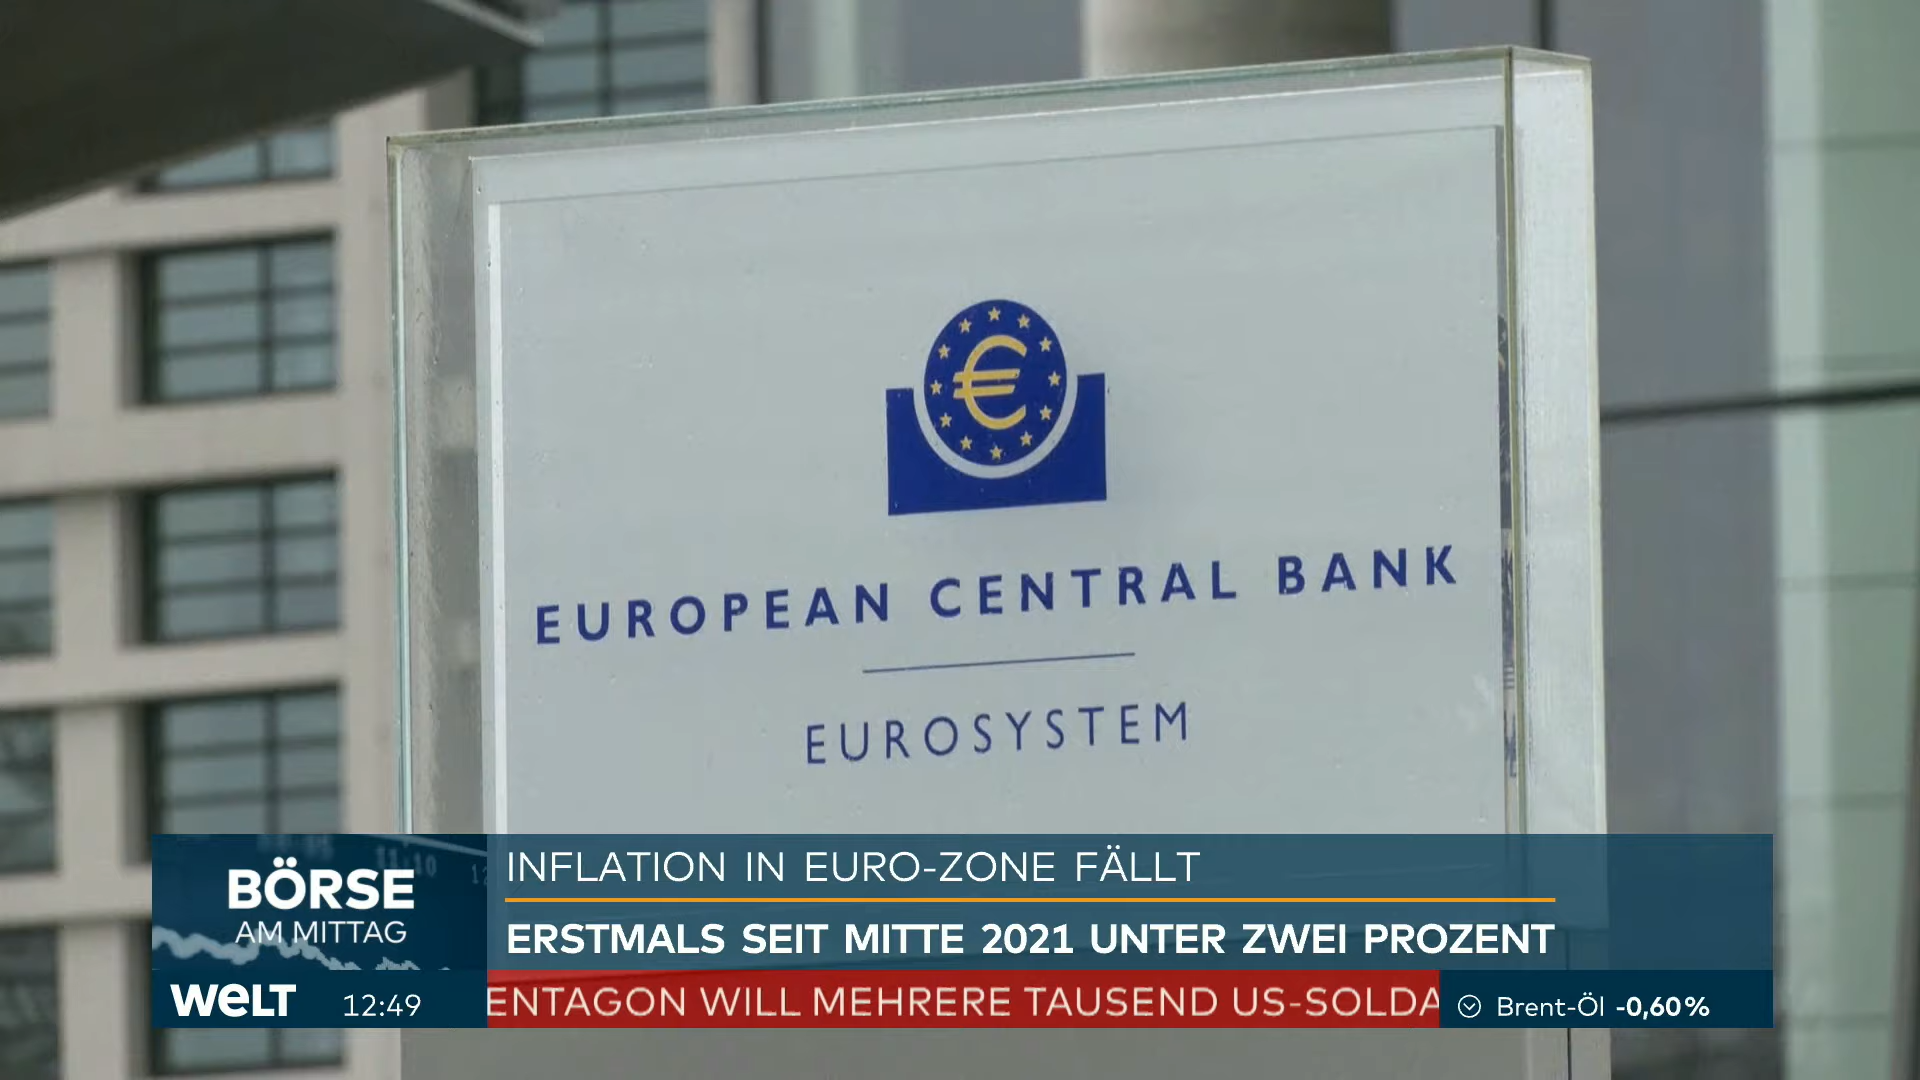 €
EUROPEAN CENTRAL BANK
EUROSYSTEM
BÖRSE
AM MITTAG
INFLATION IN EURO-ZONE FÄLLT
ERSTMALS SEIT MITTE 2021 UNTER ZWEI PROZENT
WELT 12:49
ENTAGON WILL MEHRERE TAUSEND US-SOLDA
Brent-Öl -0,60%